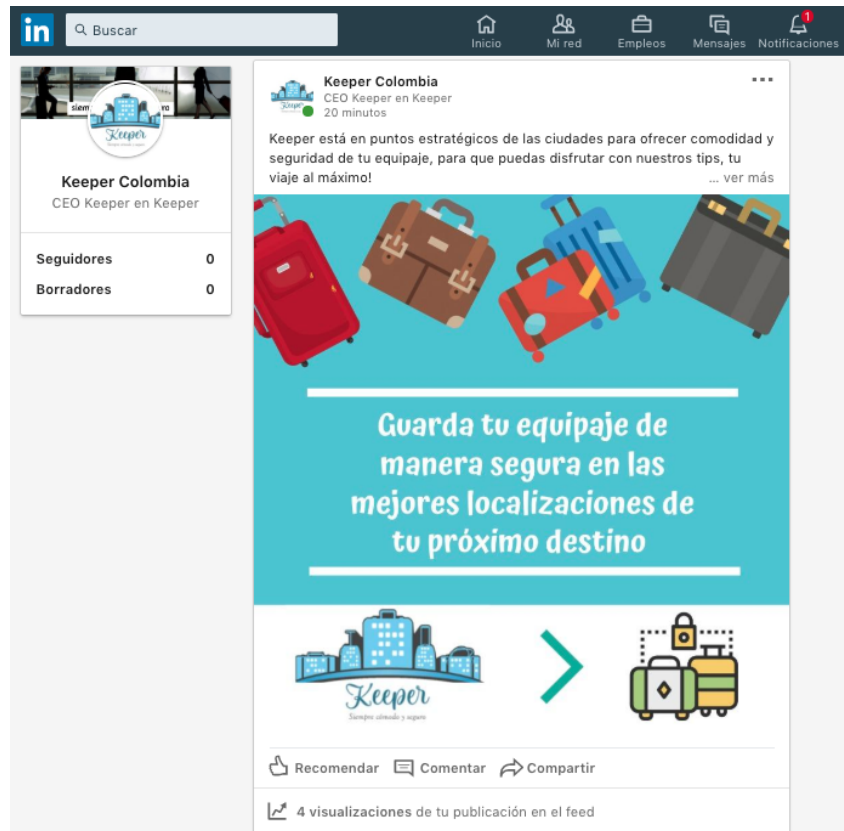 in
Buscar
Inicio
Mi red
Empleos
Mensajes
1
Notificaciones
siem
Keeper
Siempre cómodo y seguro
Keeper Colombia
CEO Keeper en Keeper
Seguidores 0
Borradores 0
Keeper Colombia
CEO Keeper en Keeper
20 minutos
Keeper está en puntos estratégicos de las ciudades para ofrecer comodidad y
seguridad de tu equipaje, para que puedas disfrutar con nuestros tips, tu
viaje al máximo!
... ver más
Guarda tu equipaje de
manera segura en las
mejores localizaciones de
tu próximo destino
Keeper
Siempre cómodo y seguro
Recomendar
Comentar
Compartir
4 visualizaciones de tu publicación en el feed